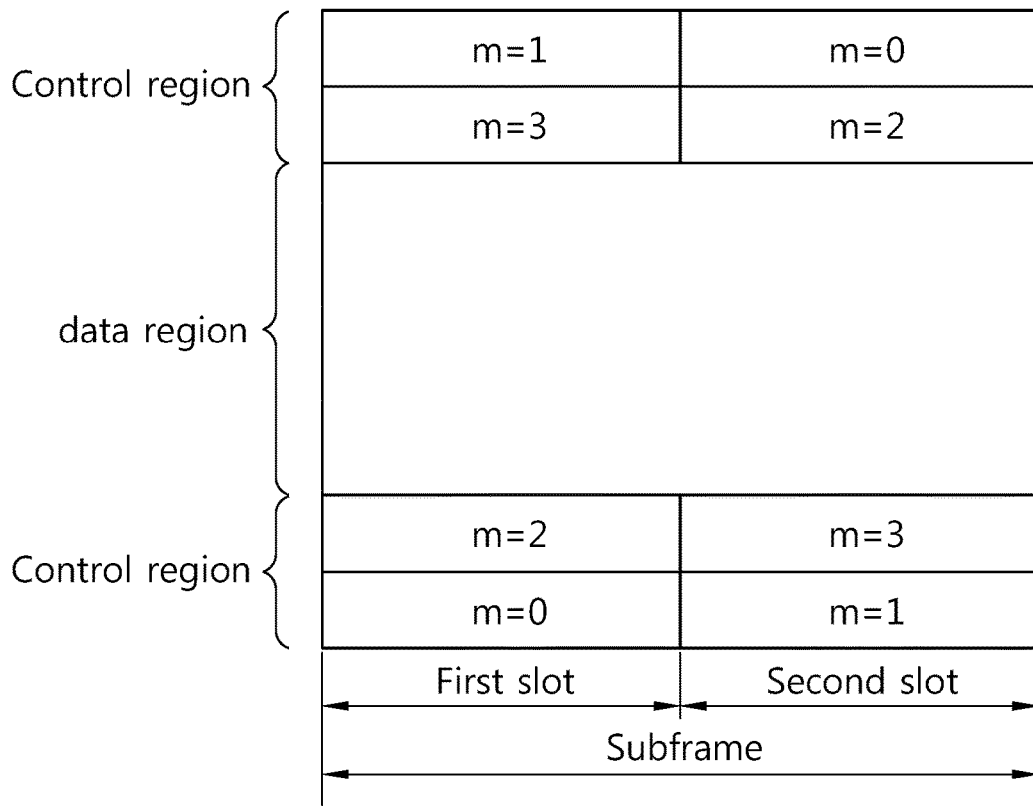 m=1 m=0
Control region
m=3 m=2
data region
m=2 m=3
Control region
m=0 m=1
First slot Second slot
Subframe